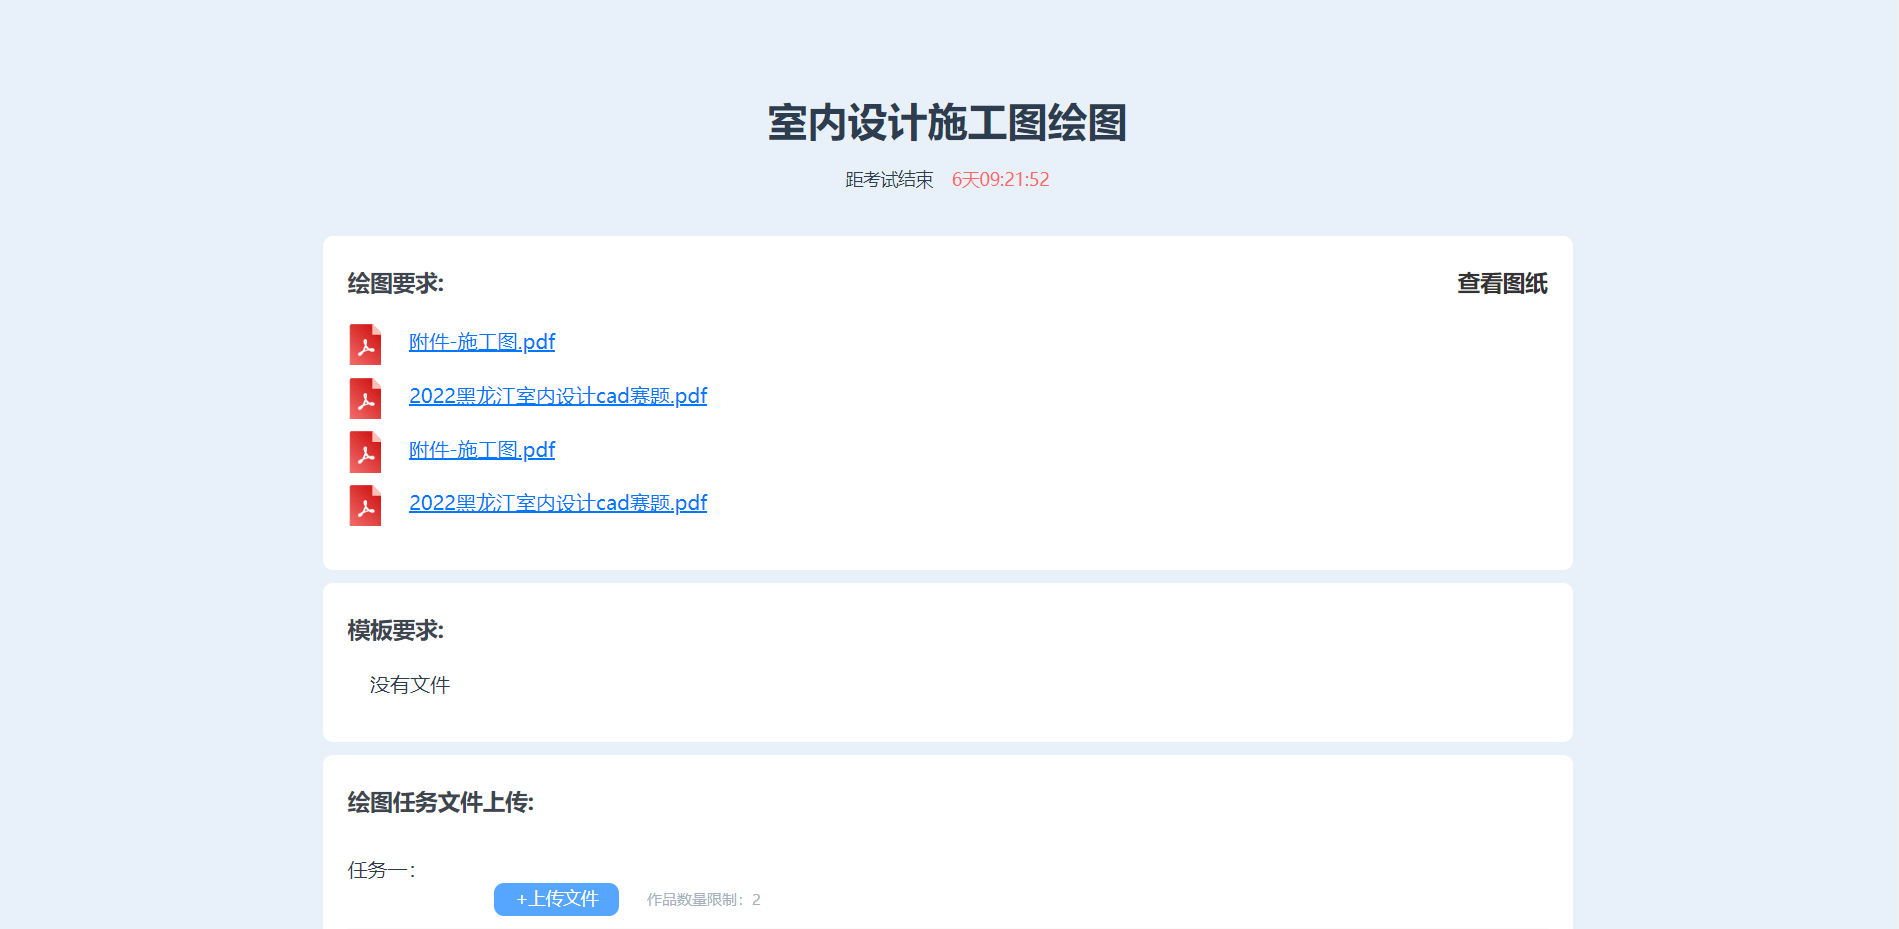 室内设计施工图绘图
距考试结束 6天09:21:52
绘图要求: 查看图纸
附件-施工图.pdf
2022黑龙江室内设计cad赛题.pdf
附件-施工图.pdf
2022黑龙江室内设计cad赛题.pdf
模板要求:
没有文件
绘图任务文件上传:
任务一：
+上传文件 作品数量限制：2